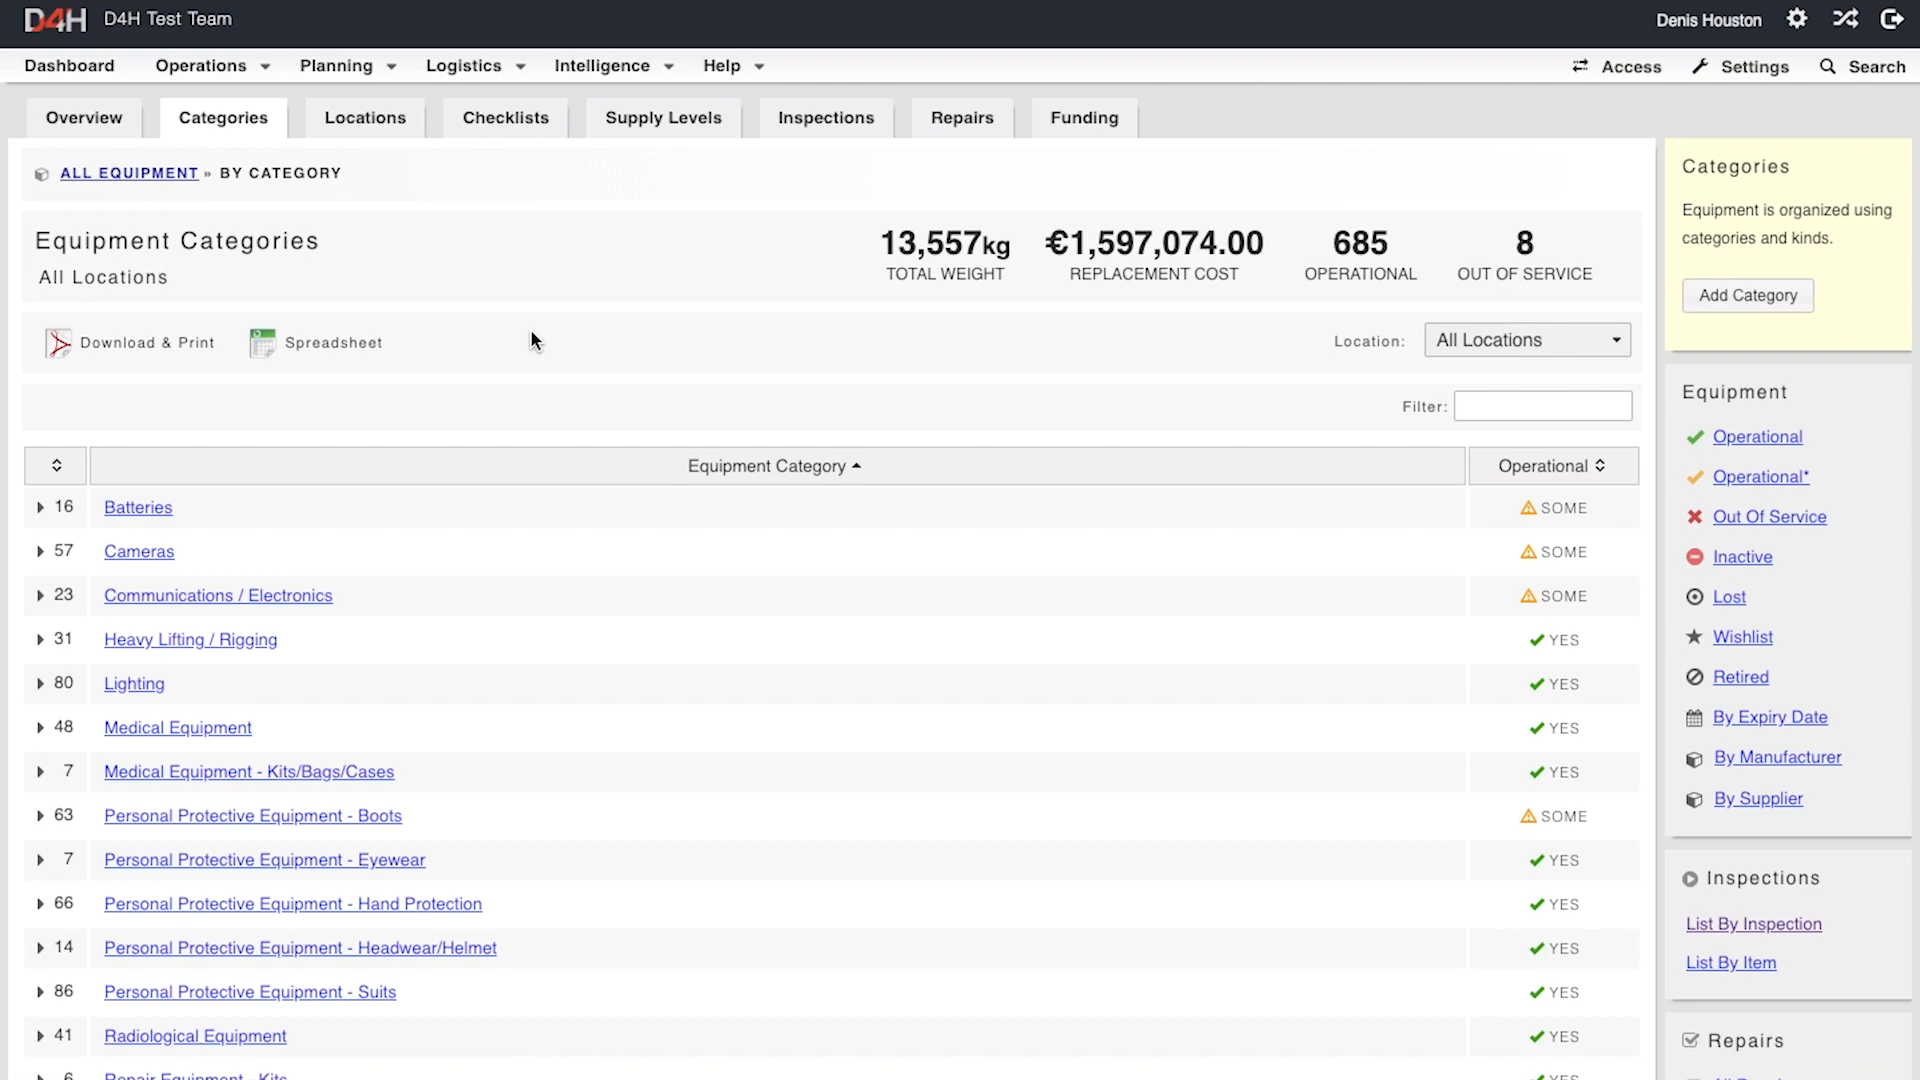 D4H D4H Test Team
Denis Houston
Dashboard Operations Planning Logistics Intelligence Help
Access Settings Search
Overview Categories Locations Checklists Supply Levels Inspections Repairs Funding
ALL EQUIPMENT » BY CATEGORY
Equipment Categories
All Locations
13,557kg €1,597,074.00 685 8
TOTAL WEIGHT REPLACEMENT COST OPERATIONAL OUT OF SERVICE
Download & Print Spreadsheet
Location: All Locations
Filter:
Equipment Category Operational
16 Batteries SOME
57 Cameras SOME
23 Communications / Electronics SOME
31 Heavy Lifting / Rigging YES
80 Lighting YES
48 Medical Equipment YES
7 Medical Equipment - Kits/Bags/Cases YES
63 Personal Protective Equipment - Boots SOME
7 Personal Protective Equipment - Eyewear YES
66 Personal Protective Equipment - Hand Protection YES
14 Personal Protective Equipment - Headwear/Helmet YES
86 Personal Protective Equipment - Suits YES
41 Radiological Equipment YES
6 Repair Equipment - Kits YES
Categories
Equipment is organized using
categories and kinds.
Add Category
Equipment
Operational
Operational*
Out Of Service
Inactive
Lost
Wishlist
Retired
By Expiry Date
By Manufacturer
By Supplier
Inspections
List By Inspection
List By Item
Repairs